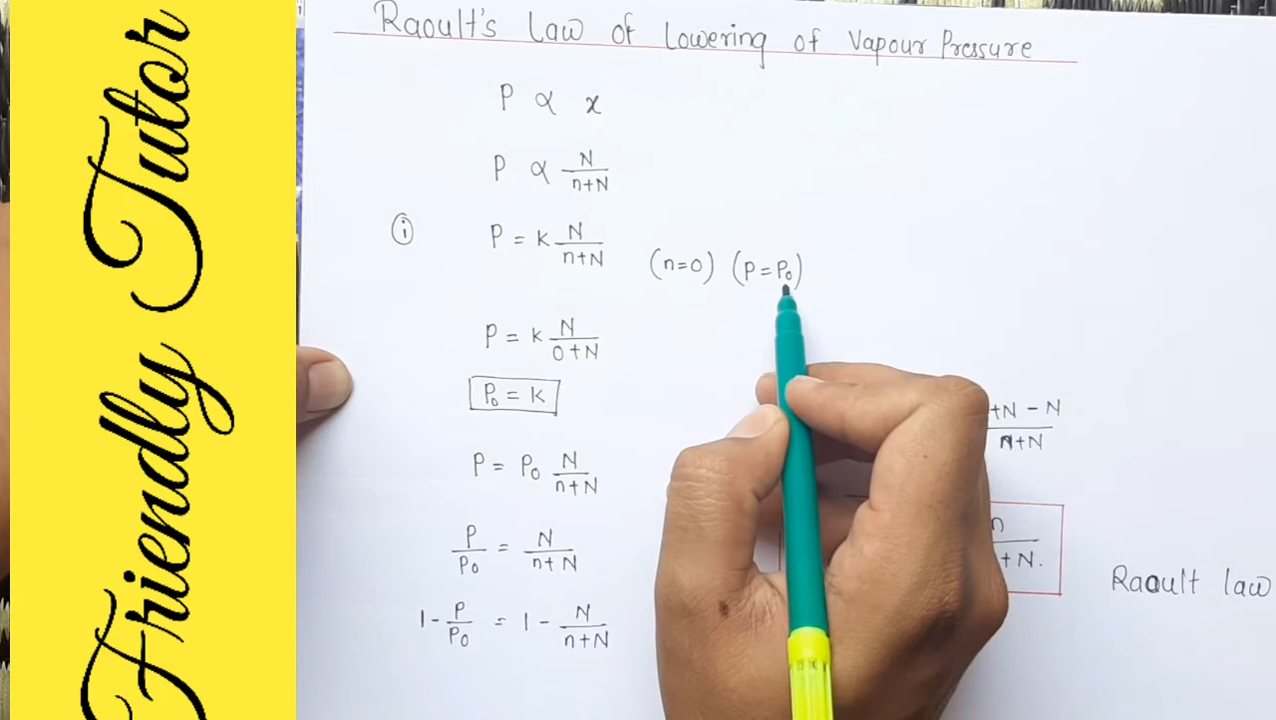 Friendly Tutor
Raoult's Law of Lowering of Vapour Pressure
P ∝ x
P ∝ N/n+N
(i) P = K N/n+N (n=0) (P=P₀)
P = K N/0+N
P₀ = K
P = P₀ N/n+N
P/P₀ = N/n+N
1 - P/P₀ = 1 - N/n+N
+N - N/n+N
n/+N.
Raoult law